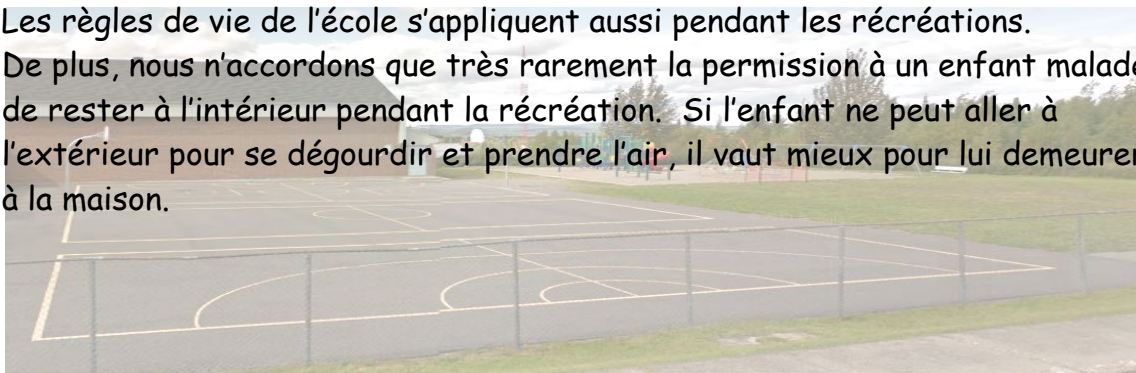 Les règles de vie de l’école s’appliquent aussi pendant les récréations.
De plus, nous n’accordons que très rarement la permission à un enfant malade
de rester à l’intérieur pendant la récréation.  Si l’enfant ne peut aller à
l’extérieur pour se dégourdir et prendre l’air, il vaut mieux pour lui demeurer
à la maison.